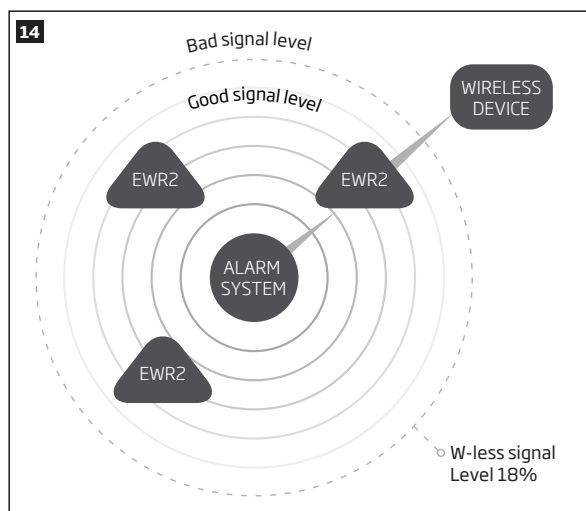 14
Bad signal level
Good signal level
WIRELESS
DEVICE
EWR2
EWR2
ALARM
SYSTEM
EWR2
W-less signal
Level 18%